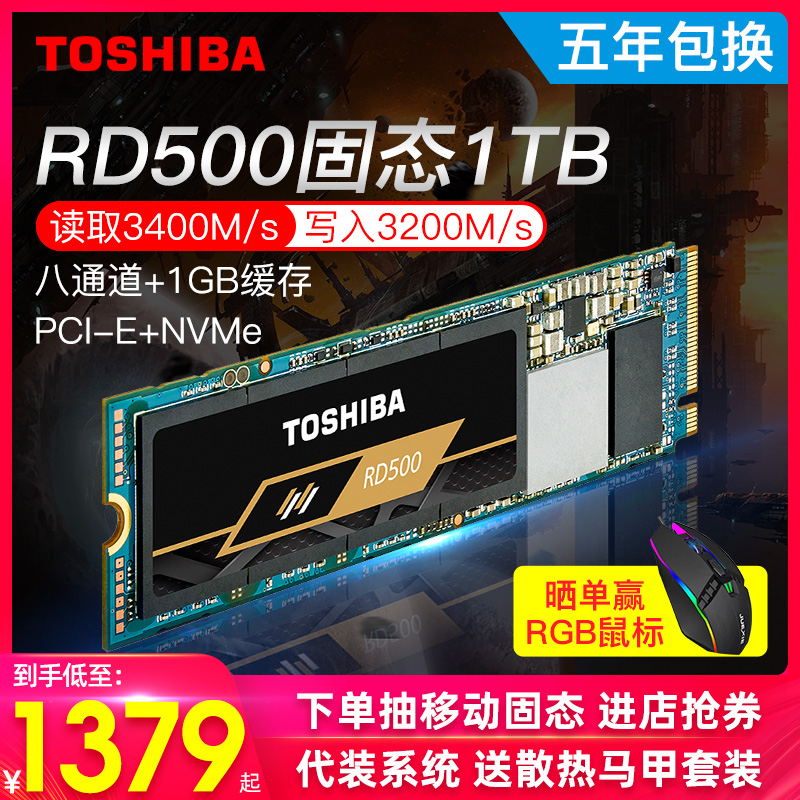 TOSHIBA
五年包换
RD500固态1TB
读取3400M/s 写入3200M/s
八通道+1GB缓存
PCI-E+NVMe
TOSHIBA
RD500
晒单赢
RGB鼠标
到手低至:
¥1379起
下单抽移动固态 进店抢券
代装系统 送散热马甲套装